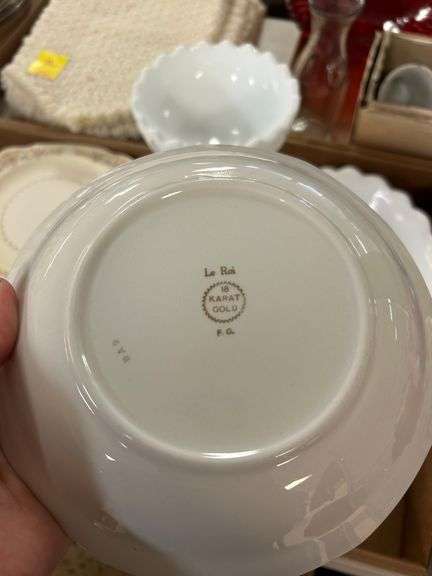 Le Roi
18
KARAT
GOLD
F. G.